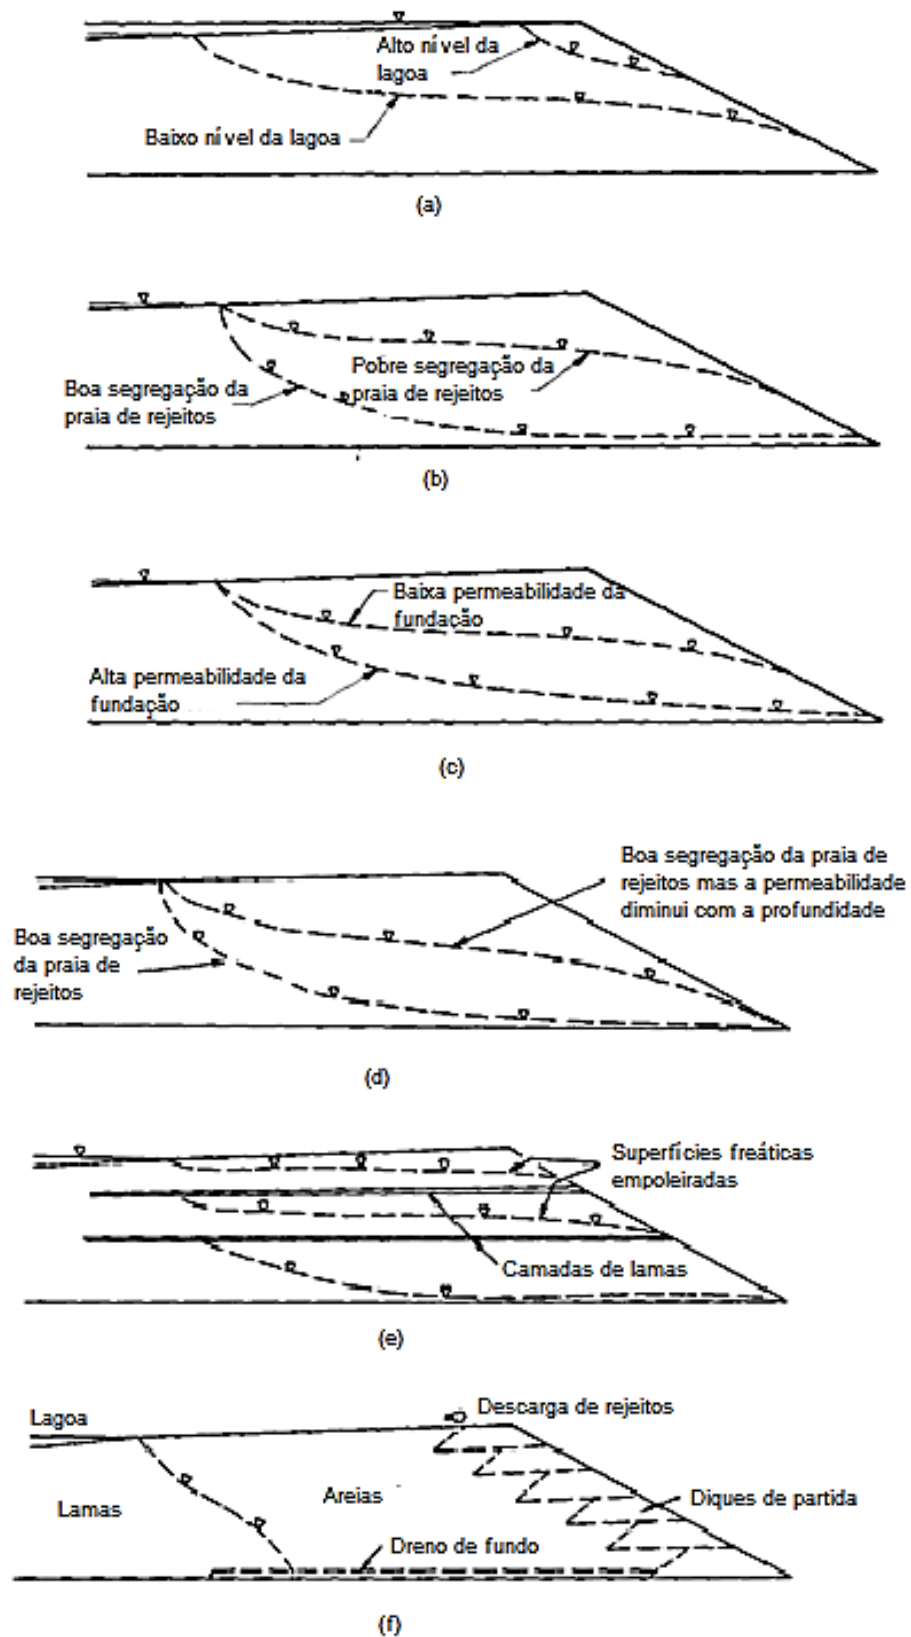 Alto nível da
lagoa
Baixo nível da lagoa
(a)
Pobre segregação da
praia de rejeitos
Boa segregação da
praia de rejeitos
(b)
Baixa permeabilidade da
fundação
Alta permeabilidade da
fundação
(c)
Boa segregação da praia de
rejeitos mas a permeabilidade
diminui com a profundidade
Boa segregação
da praia de
rejeitos
(d)
Superfícies freáticas
empoleiradas
Camadas de lamas
(e)
Descarga de rejeitos
Lagoa
Areias
Diques de partida
Lamas
Dreno de fundo
(f)